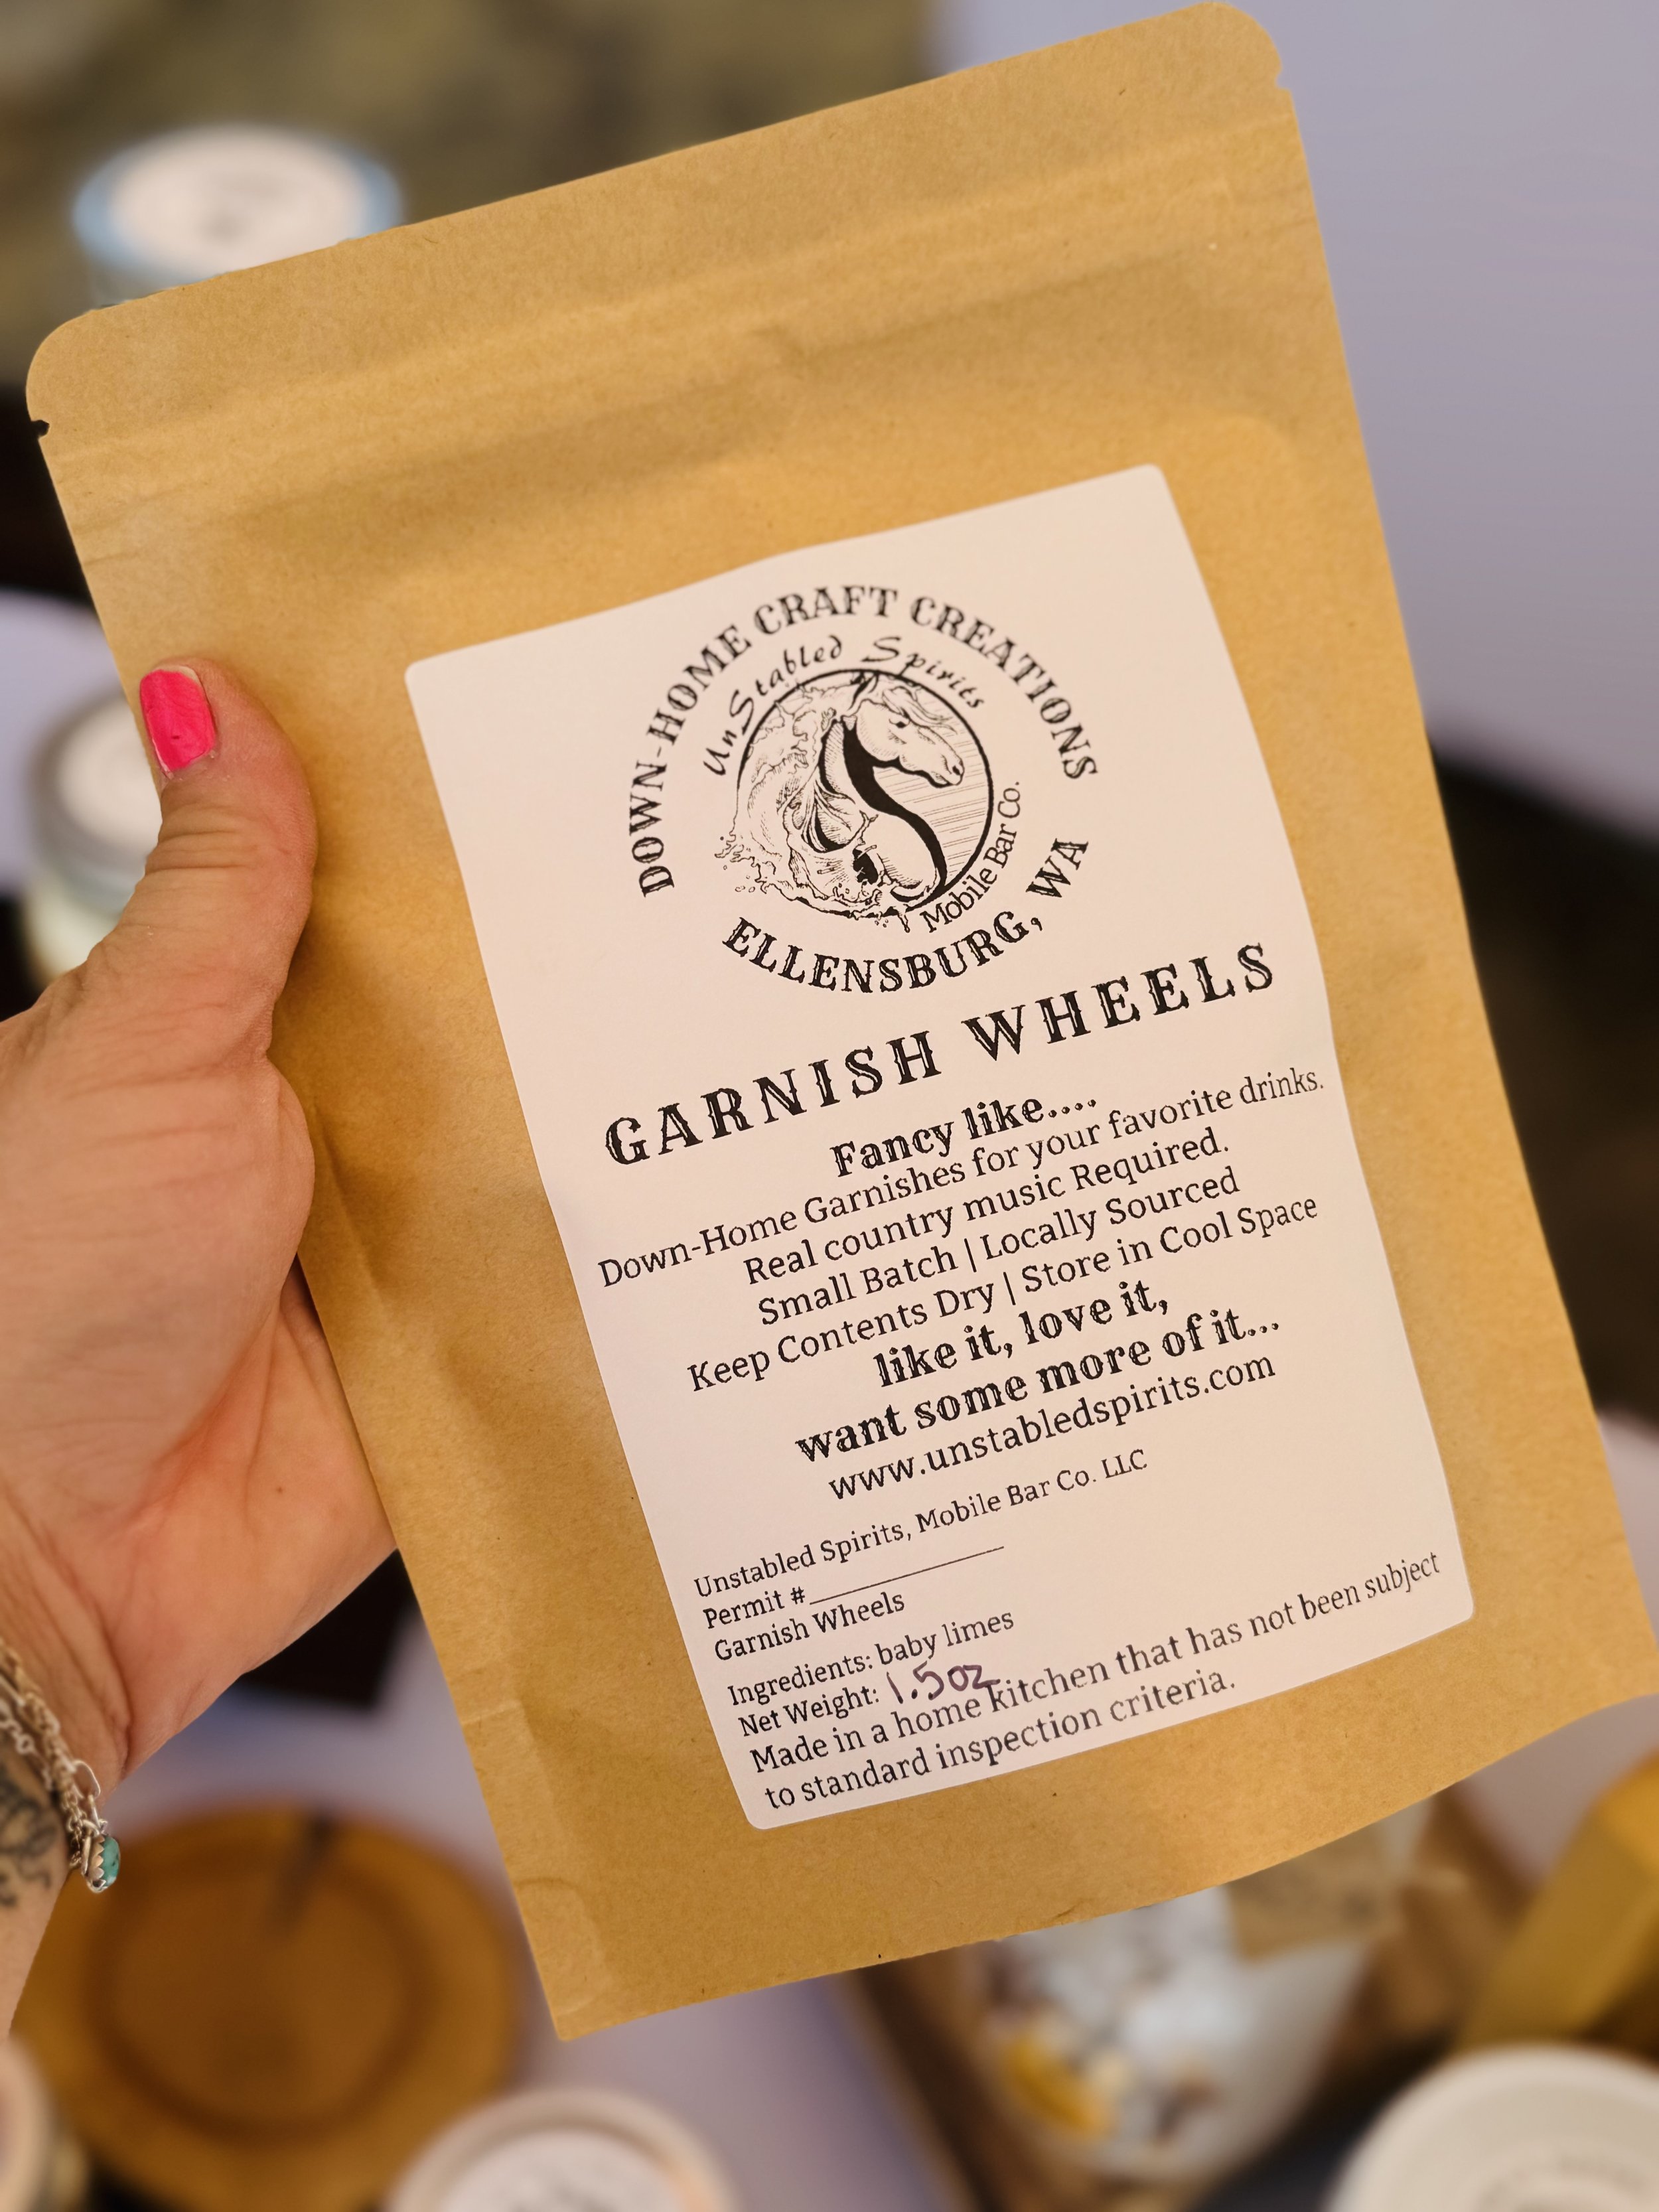 DOWN-HOME CRAFT CREATIONS
UnStabled Spirits
Mobile Bar Co.
ELLENSBURG, WA
GARNISH WHEELS
Fancy like....
Down-Home Garnishes for your favorite drinks.
Real country music Required.
Small Batch | Locally Sourced
Keep Contents Dry | Store in Cool Space
like it, love it,
want some more of it...
www.unstabledspirits.com
Unstabled Spirits, Mobile Bar Co. LLC
Permit #_______________
Garnish Wheels
Ingredients: baby limes
Net Weight: 1.5oz
Made in a home kitchen that has not been subject
to standard inspection criteria.